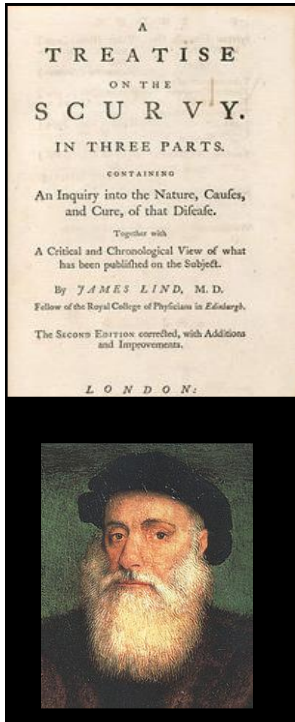 A
TREATISE
ON THE
SCURVY.
IN THREE PARTS.
CONTAINING
An Inquiry into the Nature, Cauſes,
and Cure, of that Diſeaſe.
Together with
A Critical and Chronological View of what
has been publiſhed on the Subject.
By JAMES LIND, M. D.
Fellow of the Royal College of Phyſicians in Edinburgh.
The SECOND EDITION corrected, with Additions
and Improvements.
LONDON: